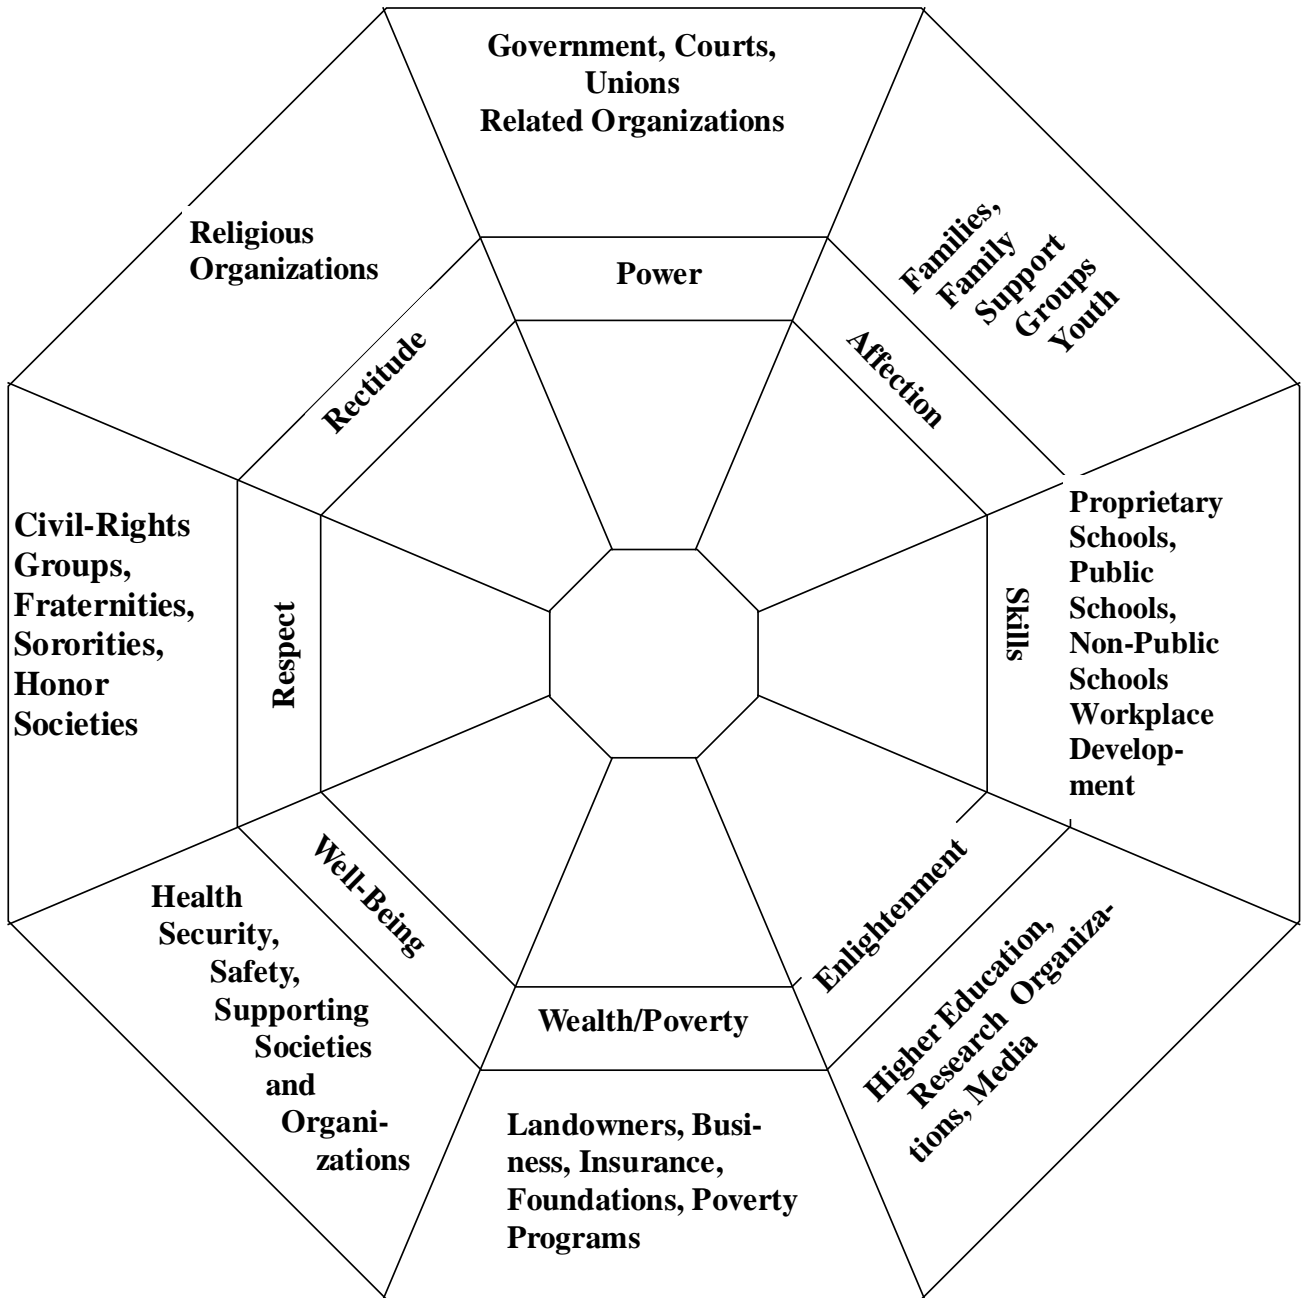 Government, Courts,
Unions
Related Organizations
Power
Families,
Family
Support
Groups
Youth
Affection
Proprietary
Schools,
Public
Schools,
Non-Public
Schools
Workplace
Develop-
ment
Skills
Higher Education,
Research Organiza-
tions, Media
Enlightenment
Wealth/Poverty
Landowners, Busi-
ness, Insurance,
Foundations, Poverty
Programs
Well-Being
Health
Security,
Safety,
Supporting
Societies
and
Organi-
zations
Respect
Civil-Rights
Groups,
Fraternities,
Sororities,
Honor
Societies
Rectitude
Religious
Organizations